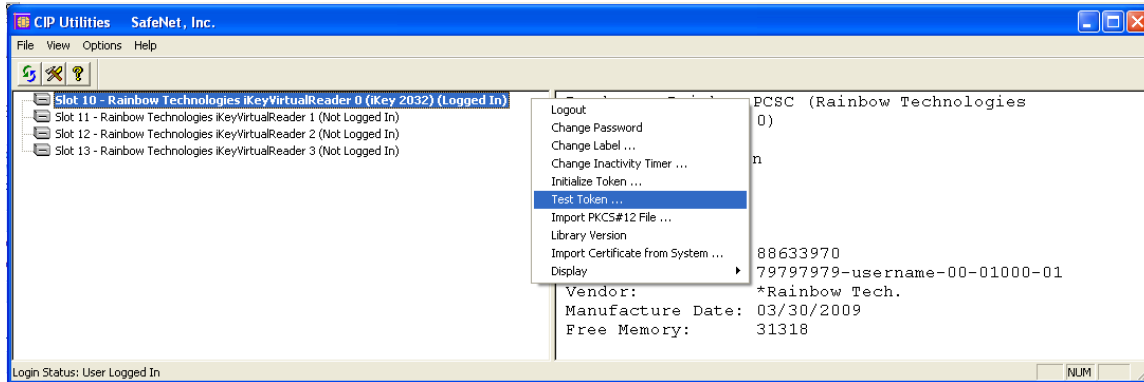 CIP Utilities SafeNet, Inc.
File View Options Help
Slot 10 - Rainbow Technologies iKeyVirtualReader 0 (iKey 2032) (Logged In)
Slot 11 - Rainbow Technologies iKeyVirtualReader 1 (Not Logged In)
Slot 12 - Rainbow Technologies iKeyVirtualReader 2 (Not Logged In)
Slot 13 - Rainbow Technologies iKeyVirtualReader 3 (Not Logged In)
Logout
Change Password
Change Label ...
Change Inactivity Timer ...
Initialize Token ...
Test Token ...
Import PKCS#12 File ...
Library Version
Import Certificate from System ...
Display
PCSC (Rainbow Technologies
0)
n
88633970
79797979-username-00-01000-01
Vendor: *Rainbow Tech.
Manufacture Date: 03/30/2009
Free Memory: 31318
Login Status: User Logged In
NUM